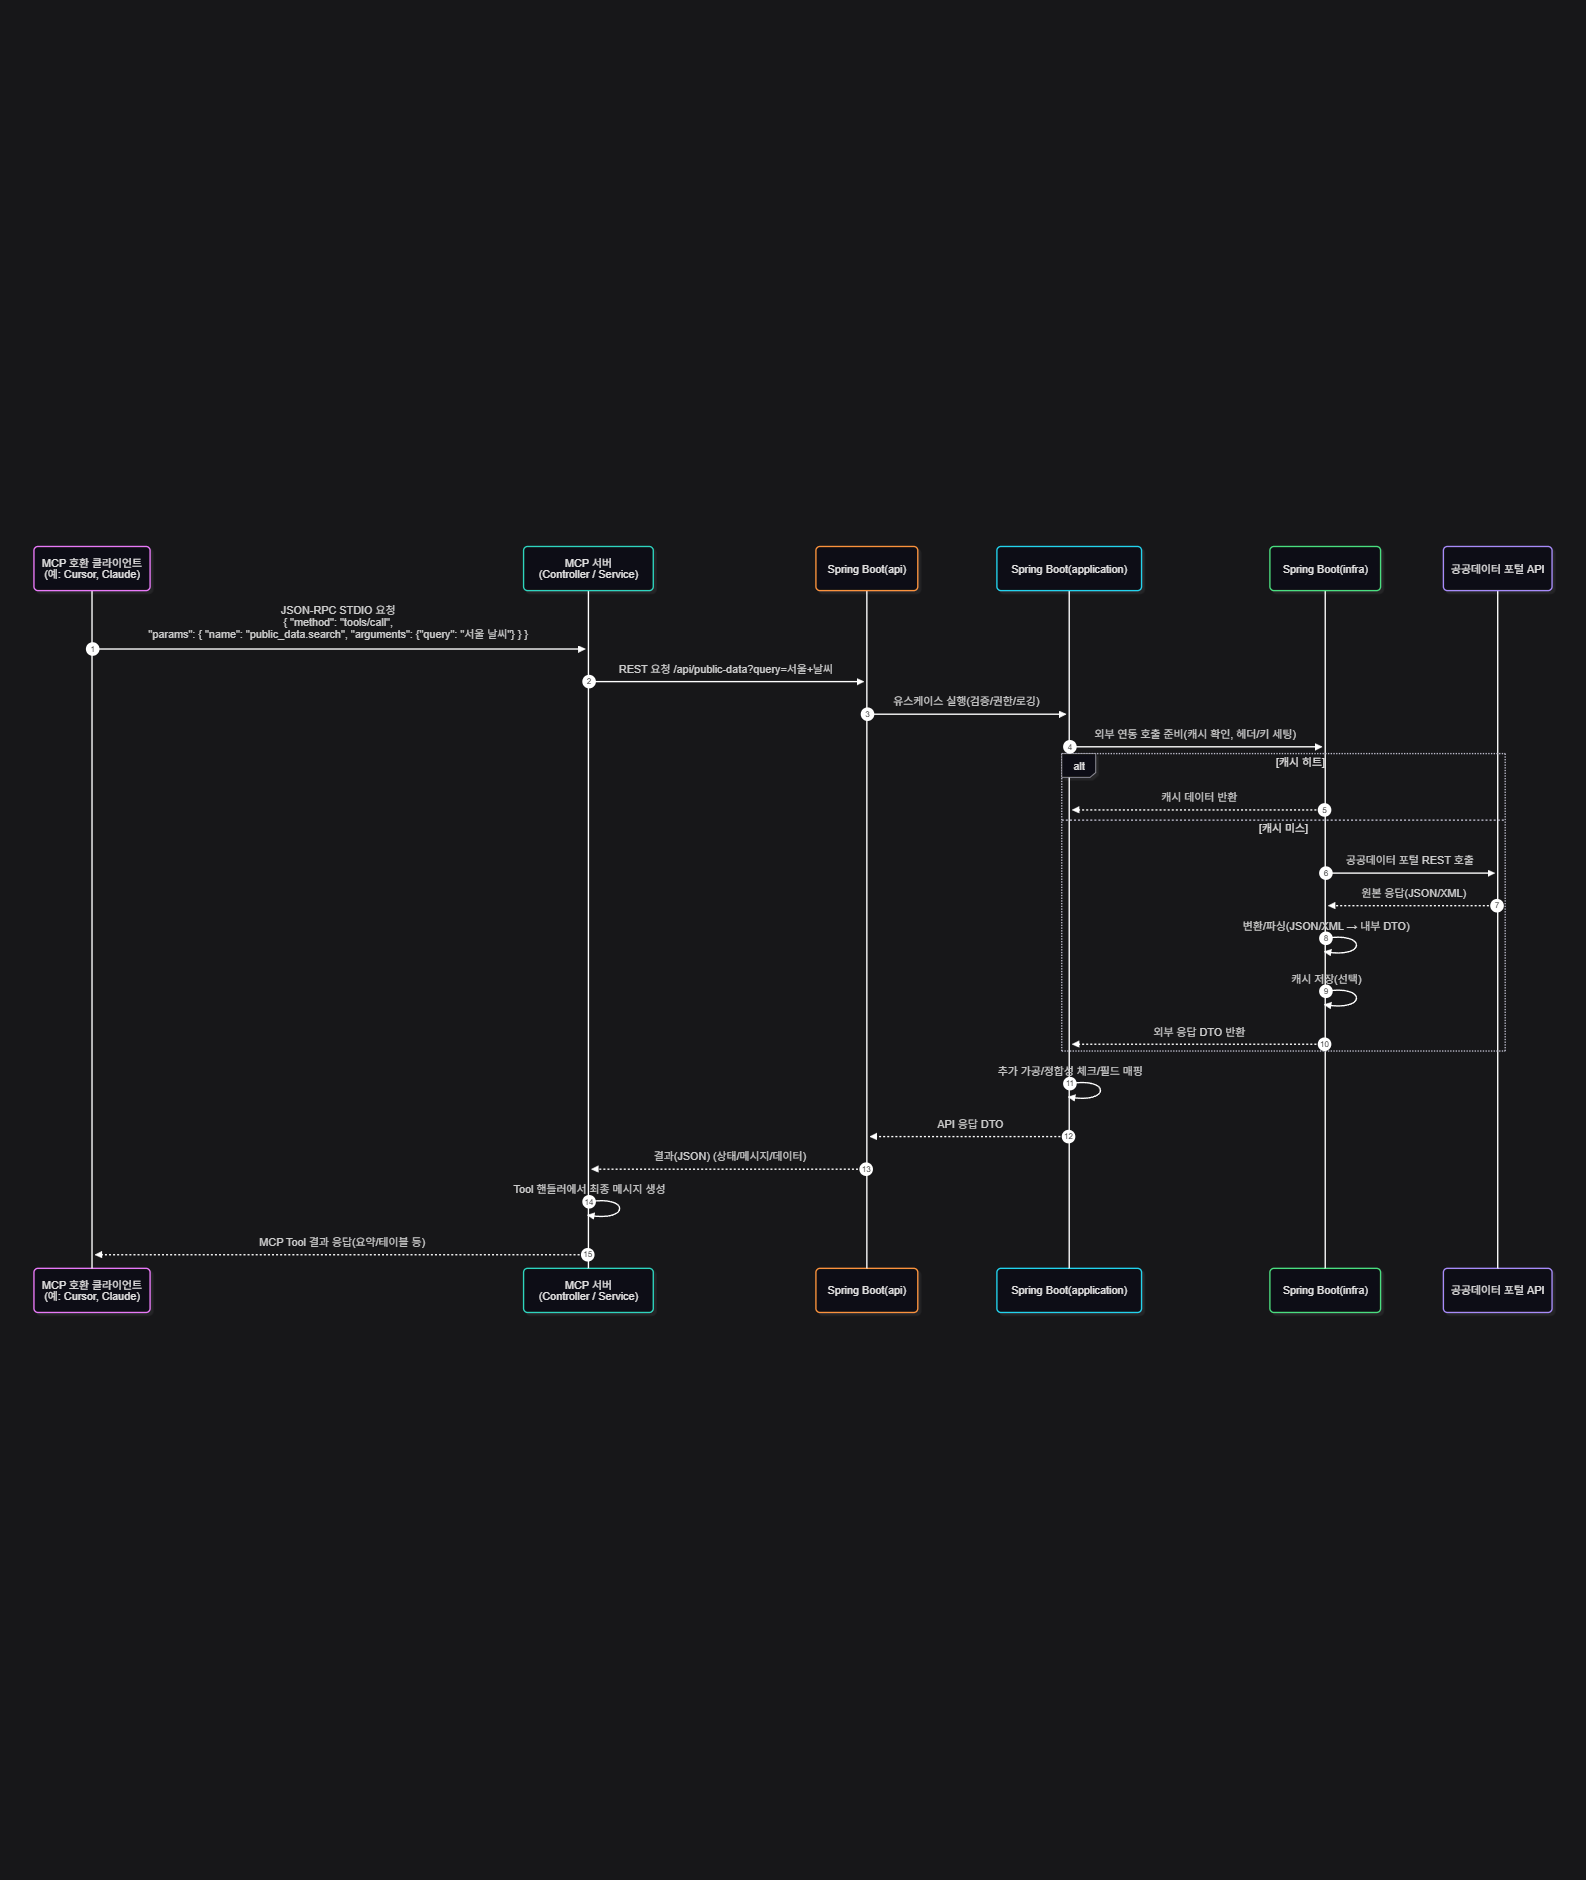 MCP 호환 클라이언트
(예: Cursor, Claude)
MCP 서버
(Controller / Service)
Spring Boot(api)
Spring Boot(application)
Spring Boot(infra)
공공데이터 포털 API
JSON-RPC STDIO 요청
{ "method": "tools/call",
"params": { "name": "public_data.search", "arguments": {"query": "서울 날씨"} } }
1
REST 요청 /api/public-data?query=서울+날씨
2
유스케이스 실행(검증/권한/로깅)
3
외부 연동 호출 준비(캐시 확인, 헤더/키 세팅)
4
alt
[캐시 히트]
캐시 데이터 반환
5
[캐시 미스]
공공데이터 포털 REST 호출
6
원본 응답(JSON/XML)
7
변환/파싱(JSON/XML → 내부 DTO)
8
캐시 저장(선택)
9
외부 응답 DTO 반환
10
추가 가공/정합성 체크/필드 매핑
11
API 응답 DTO
12
결과(JSON) (상태/메시지/데이터)
13
Tool 핸들러에서 최종 메시지 생성
14
MCP Tool 결과 응답(요약/테이블 등)
15
MCP 호환 클라이언트
(예: Cursor, Claude)
MCP 서버
(Controller / Service)
Spring Boot(api)
Spring Boot(application)
Spring Boot(infra)
공공데이터 포털 API